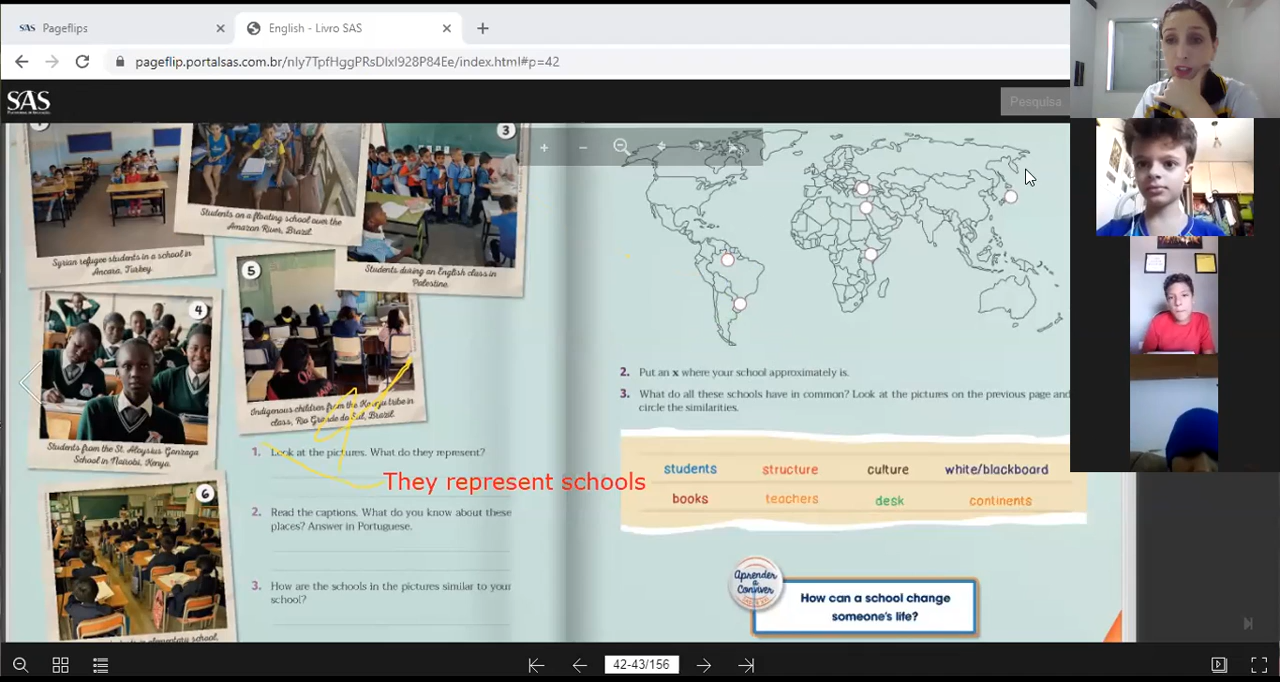 Pageflips
English - Livro SAS
pageflip.portalsas.com.br/nly7TpfHggPRsDlxl928P84Ee/index.html#p=42
SAS
Pesquisa
3
Students on a floating school over the
Amazon River, Brazil.
Syrian refugee students in a school in
Ancara, Turkey.
Students during an English class in
Palestine.
4
5
Indigenous children from the
tribe in
class, Rio Grande do Sul, Brazil.
Students from the St. Aloysius Gonzaga
School in Nairobi, Kenya.
6
1. Look at the pictures. What do they represent?
They represent schools
2. Read the captions. What do you know about these
places? Answer in Portuguese.
3. How are the schools in the pictures similar to your
school?
2. Put an x where your school approximately is.
3. What do all these schools have in common? Look at the pictures on the previous page and
circle the similarities.
students structure culture white/blackboard
books teachers desk continents
Aprender
a
Conviver
How can a school change
someone's life?
42-43/156